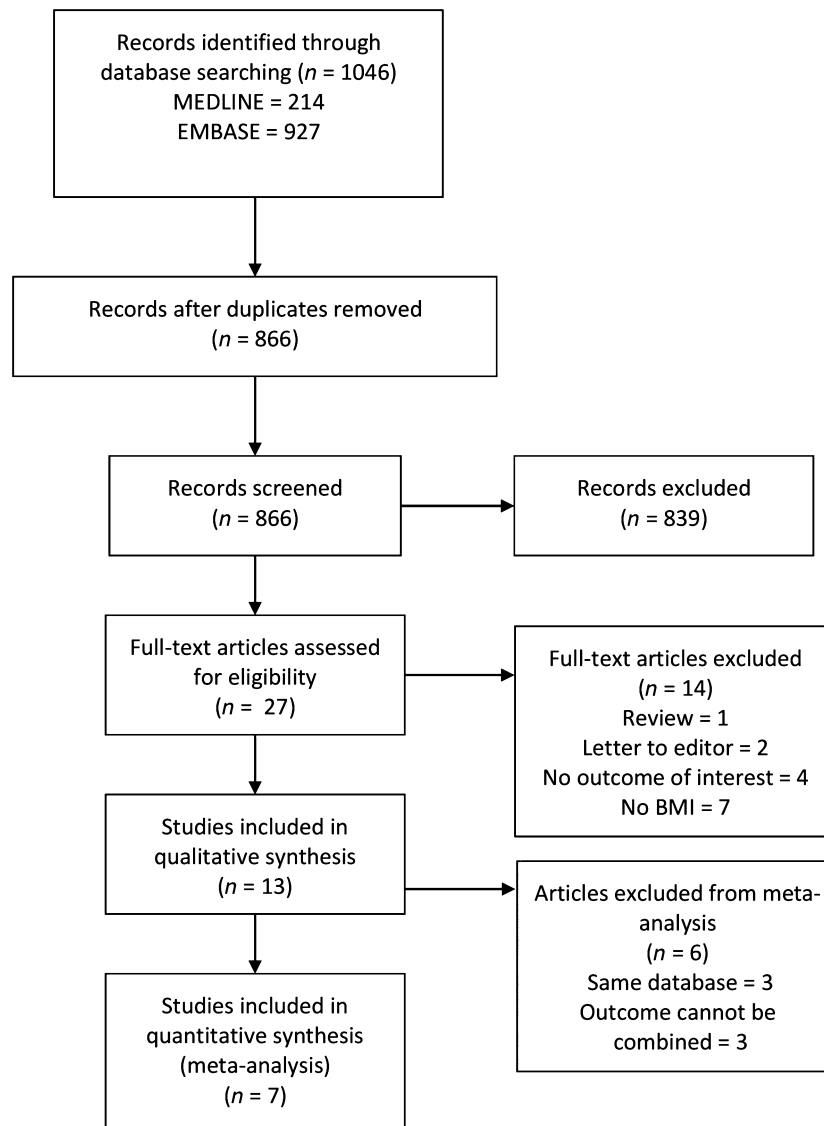 Records identified through
database searching (n = 1046)
MEDLINE = 214
EMBASE = 927
Records after duplicates removed
(n = 866)
Records screened
(n = 866)
Records excluded
(n = 839)
Full-text articles assessed
for eligibility
(n = 27)
Full-text articles excluded
(n = 14)
Review = 1
Letter to editor = 2
No outcome of interest = 4
No BMI = 7
Studies included in
qualitative synthesis
(n = 13)
Articles excluded from meta-
analysis
(n = 6)
Same database = 3
Outcome cannot be
combined = 3
Studies included in
quantitative synthesis
(meta-analysis)
(n = 7)